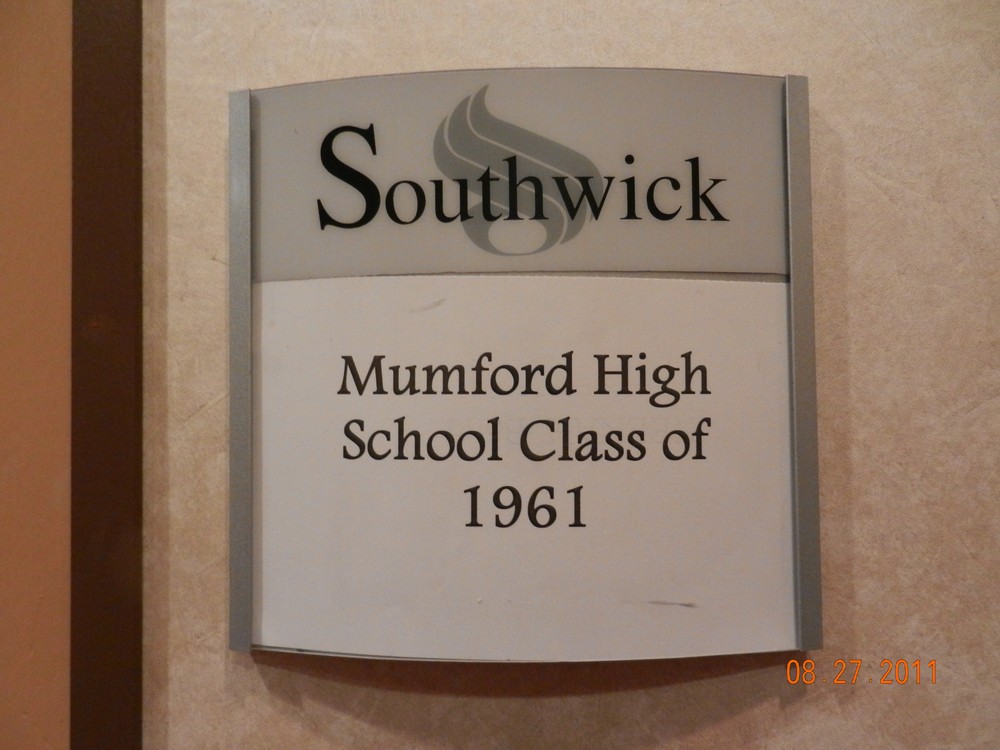 Southwick
Mumford High
School Class of
1961
08 27 2011